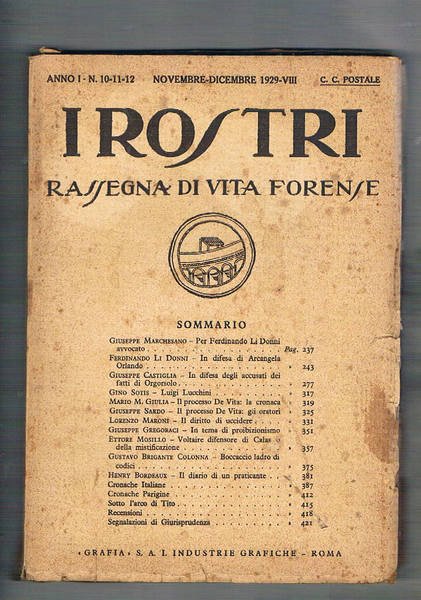 ANNO I - N. 10-11-12 NOVEMBRE-DICEMBRE 1929-VIII C. C. POSTALE
I ROSTRI
RASSEGNA DI VITA FORENSE
SOMMARIO
GIUSEPPE MARCHESANO - Per Ferdinando Li Donni
avvocato . . . . . . . . . . . . . . Pag. 237
FERDINANDO LI DONNI - In difesa di Arcangela
Orlando . . . . . . . . . . . . . . » 243
GIUSEPPE CASTIGLIA - In difesa degli accusati dei
fatti di Orgorsolo . . . . . . . . . . . » 277
GINO SOTIS - Luigi Lucchini . . . . . . . . » 317
MARIO M. GIULIA - Il processo De Vita: la cronaca » 319
GIUSEPPE SARDO - Il processo De Vita: gli oratori » 325
LORENZO MARONI - Il diritto di uccidere . . . . » 331
GIUSEPPE GREGORACI - In tema di proibizionismo » 351
ETTORE MOSILLO - Voltaire difensore di Calas o
della mistificazione . . . . . . . . . . » 357
GUSTAVO BRIGANTE COLONNA - Boccaccio ladro di
codici . . . . . . . . . . . . . . » 375
HENRY BORDEAUX - Il diario di un praticante . . » 381
Cronache Italiane . . . . . . . . . . . » 387
Cronache Parigine . . . . . . . . . . . » 412
Sotto l'arco di Tito . . . . . . . . . . . » 415
Recensioni . . . . . . . . . . . . . » 418
Segnalazioni di Giurisprudenza . . . . . . . » 421
« GRAFIA » S. A. I. INDUSTRIE GRAFICHE - ROMA